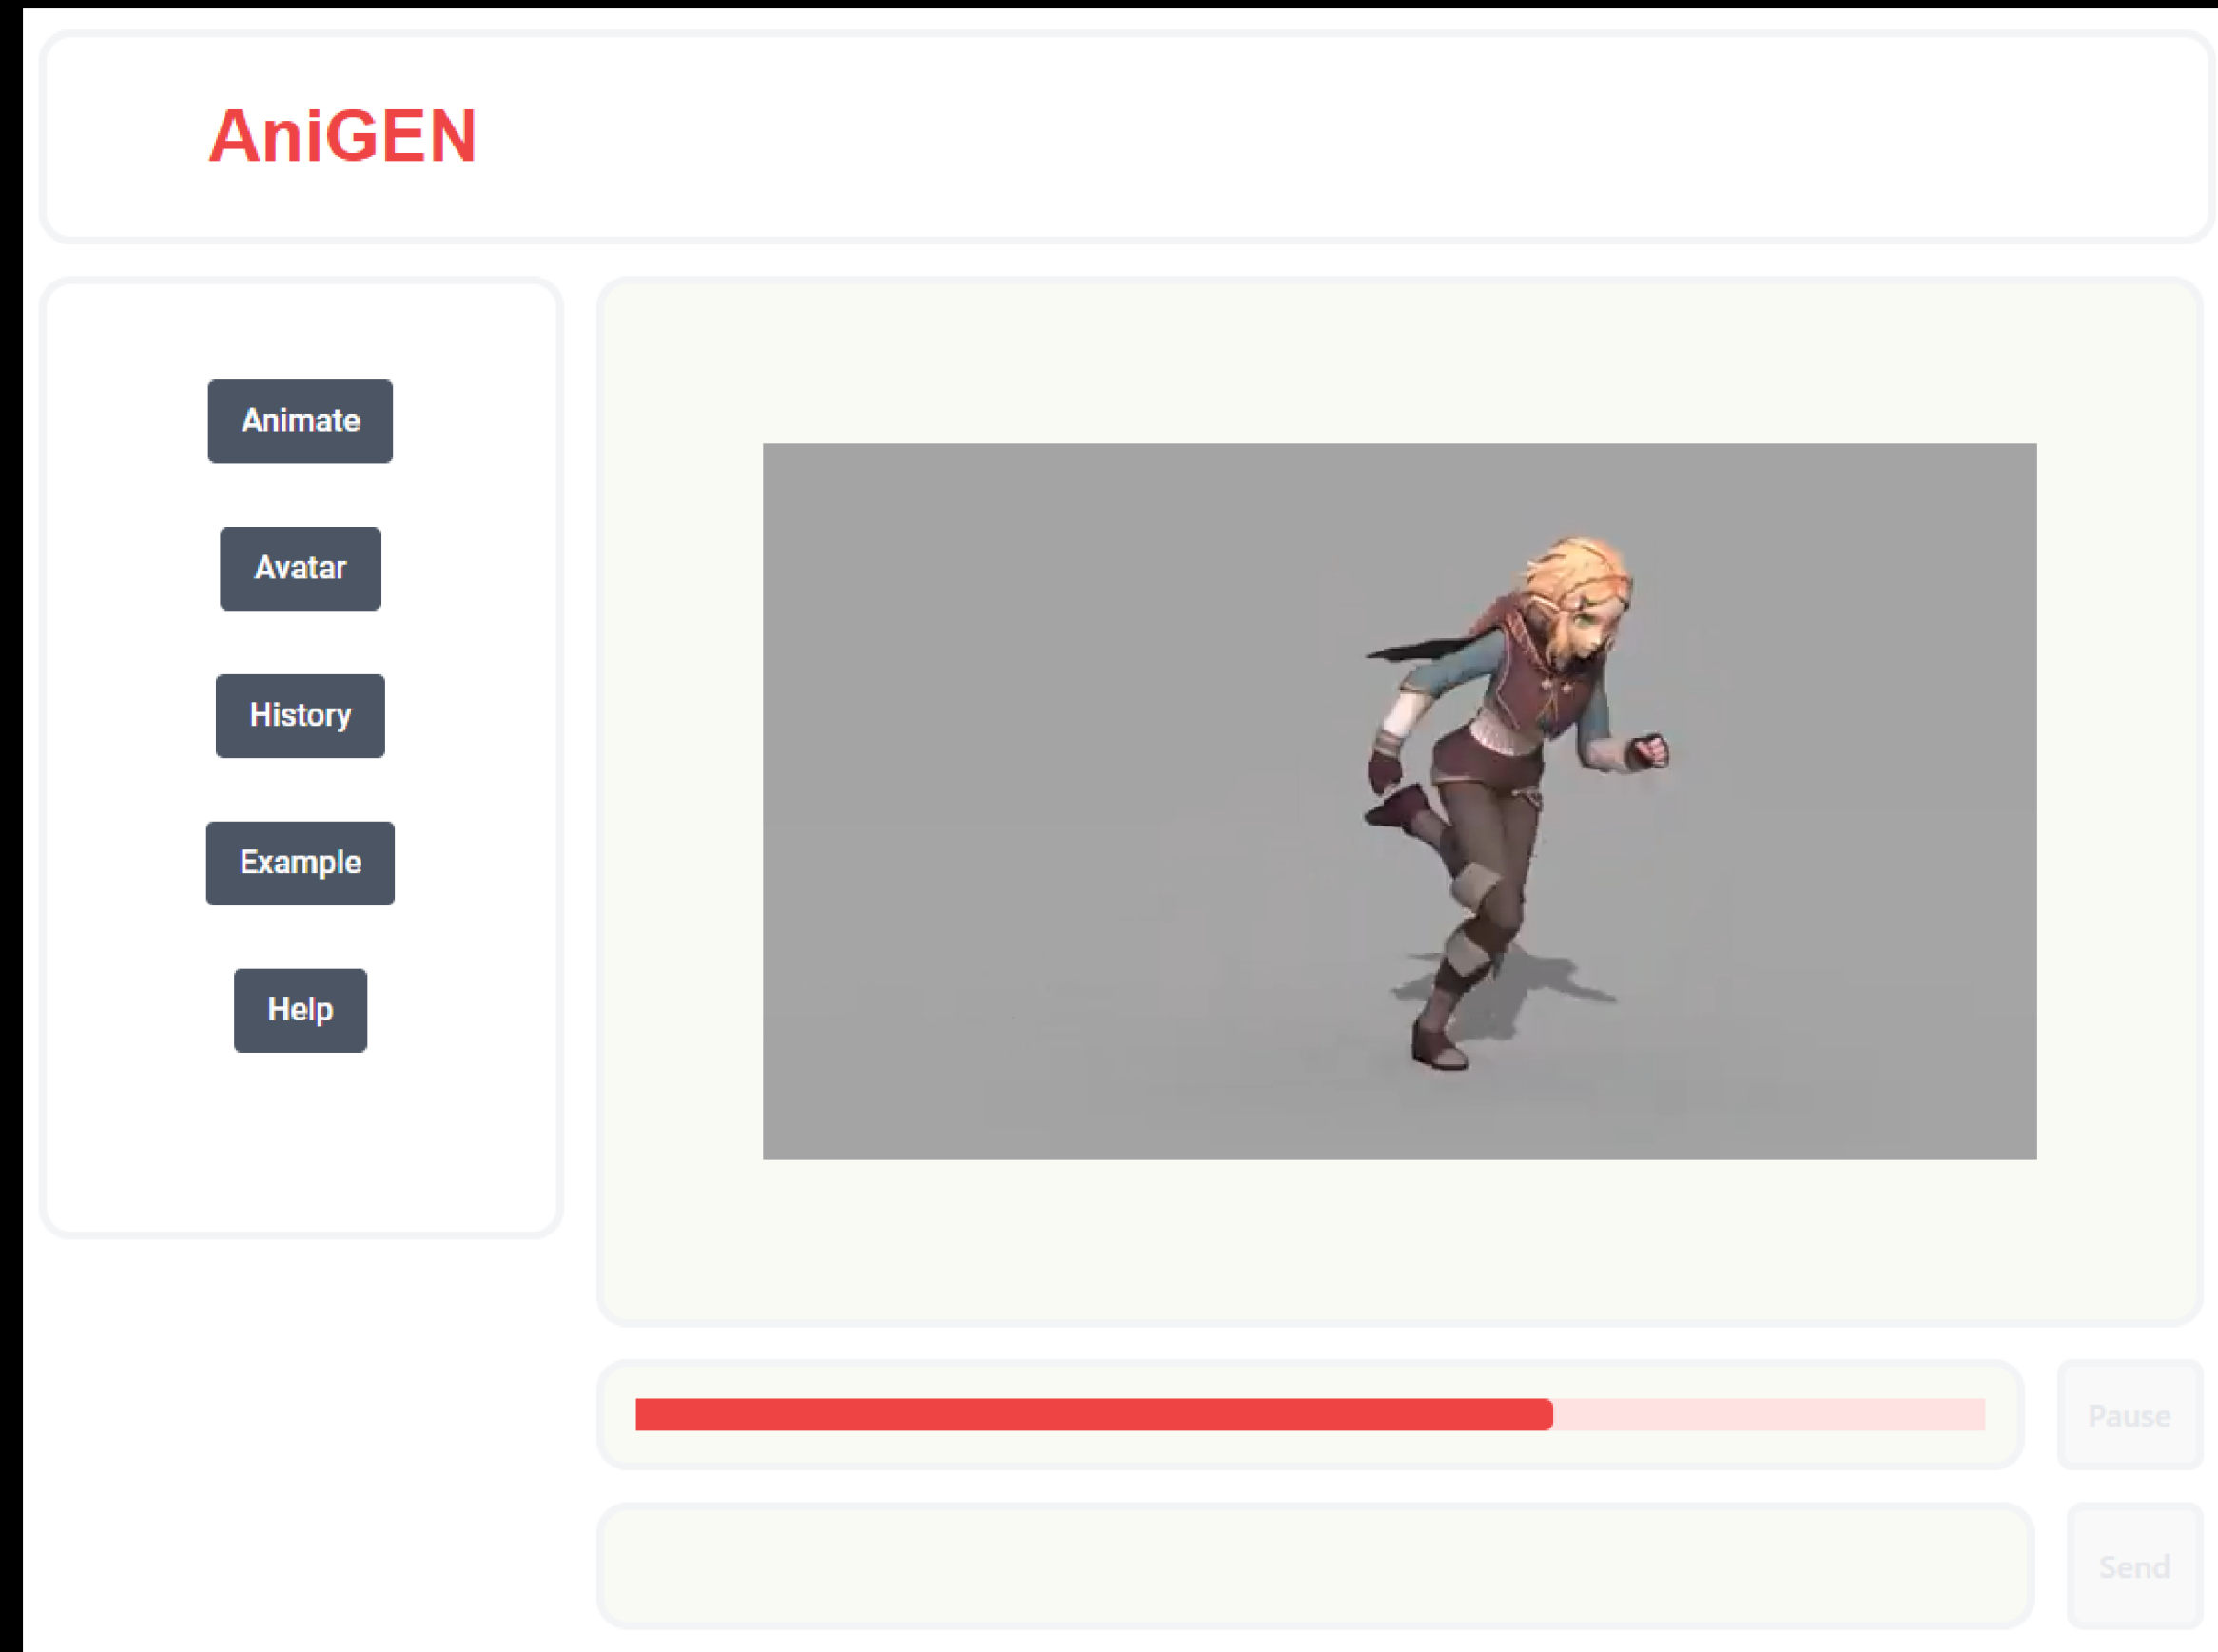 AniGEN
Animate
Avatar
History
Example
Help
Pause
Send